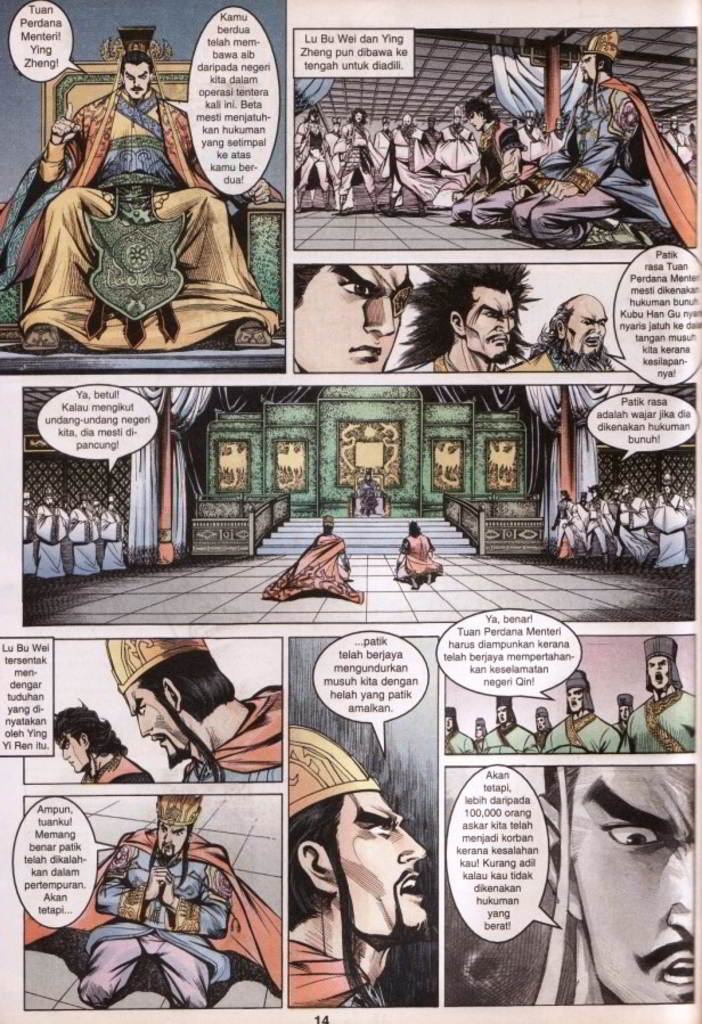 Tuan
Perdana
Menteri!
Ying
Zheng!
Kamu
berdua
telah mem-
bawa aib
daripada negeri
kita dalam
operasi tentera
kali ini. Beta
mesti menjatuh-
kan hukuman
yang setimpal
ke atas
kamu ber-
dua!
Lu Bu Wei dan Ying
Zheng pun dibawa ke
tengah untuk diadili.
Patik
rasa Tuan
Perdana Menter
mesti dikenakan
hukuman bunuh.
Kubu Han Gu nya
nyaris jatuh ke da
tangan musuh
kita kerana
kesilapan-
nya!
Ya, betul!
Kalau mengikut
undang-undang negeri
kita, dia mesti di-
pancung!
Patik rasa
adalah wajar jika dia
dikenakan hukuman
bunuh!
Lu Bu Wei
tersentak
men-
dengar
tuduhan
yang di-
nyatakan
oleh Ying
Yi Ren itu.
...patik
telah berjaya
mengundurkan
musuh kita dengan
helah yang patik
amalkan.
Ya, benar!
Tuan Perdana Menteri
harus diampunkan kerana
telah berjaya mempertahan-
kan keselamatan
negeri Qin!
Ampun,
tuanku!
Memang
benar patik
telah dikalah-
kan dalam
pertempuran.
Akan
tetapi...
Akan
tetapi,
lebih daripada
100,000 orang
askar kita telah
menjadi korban
kerana kesalahan
kau! Kurang adil
kalau kau tidak
dikenakan
hukuman
yang
berat!
14